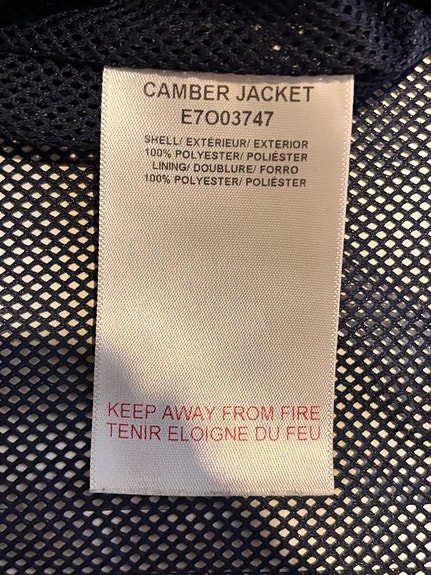 CAMBER JACKET
E7O03747
SHELL/ EXTÉRIEUR/ EXTERIOR
100% POLYESTER/ POLIÉSTER
LINING/ DOUBLURE/ FORRO
100% POLYESTER/ POLIÉSTER
KEEP AWAY FROM FIRE
TENIR ELOIGNE DU FEU